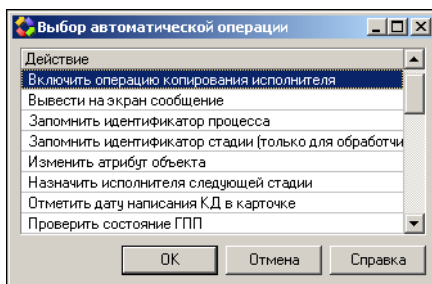 Выбор автоматической операции
Действие
Включить операцию копирования исполнителя
Вывести на экран сообщение
Запомнить идентификатор процесса
Запомнить идентификатор стадии (только для обработчи
Изменить атрибут объекта
Назначить исполнителя следующей стадии
Отметить дату написания КД в карточке
Проверить состояние ГПП
OK Отмена Справка